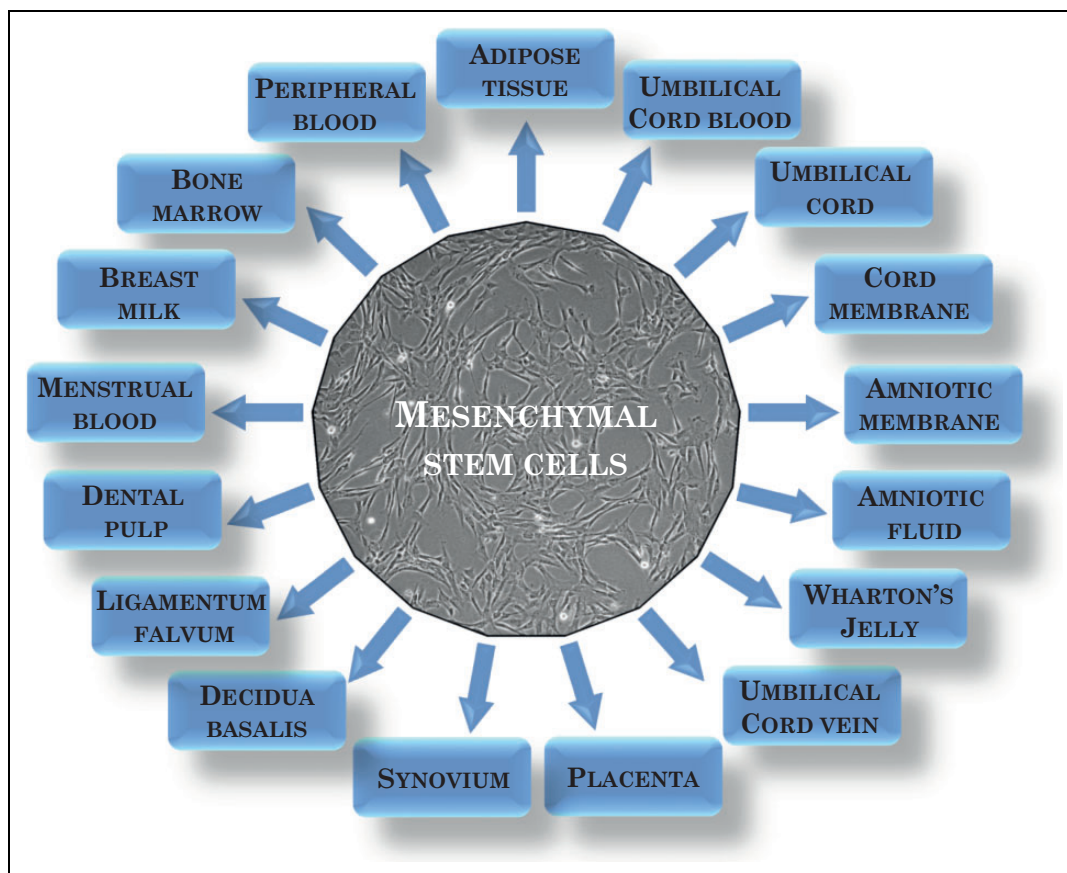 ADIPOSE
TISSUE
UMBILICAL
CORD BLOOD
UMBILICAL
CORD
CORD
MEMBRANE
AMNIOTIC
MEMBRANE
AMNIOTIC
FLUID
WHARTON'S
JELLY
UMBILICAL
CORD VEIN
PLACENTA
SYNOVIUM
DECIDUA
BASALIS
LIGAMENTUM
FALVUM
DENTAL
PULP
MENSTRUAL
BLOOD
BREAST
MILK
BONE
MARROW
PERIPHERAL
BLOOD
MESENCHYMAL
STEM CELLS